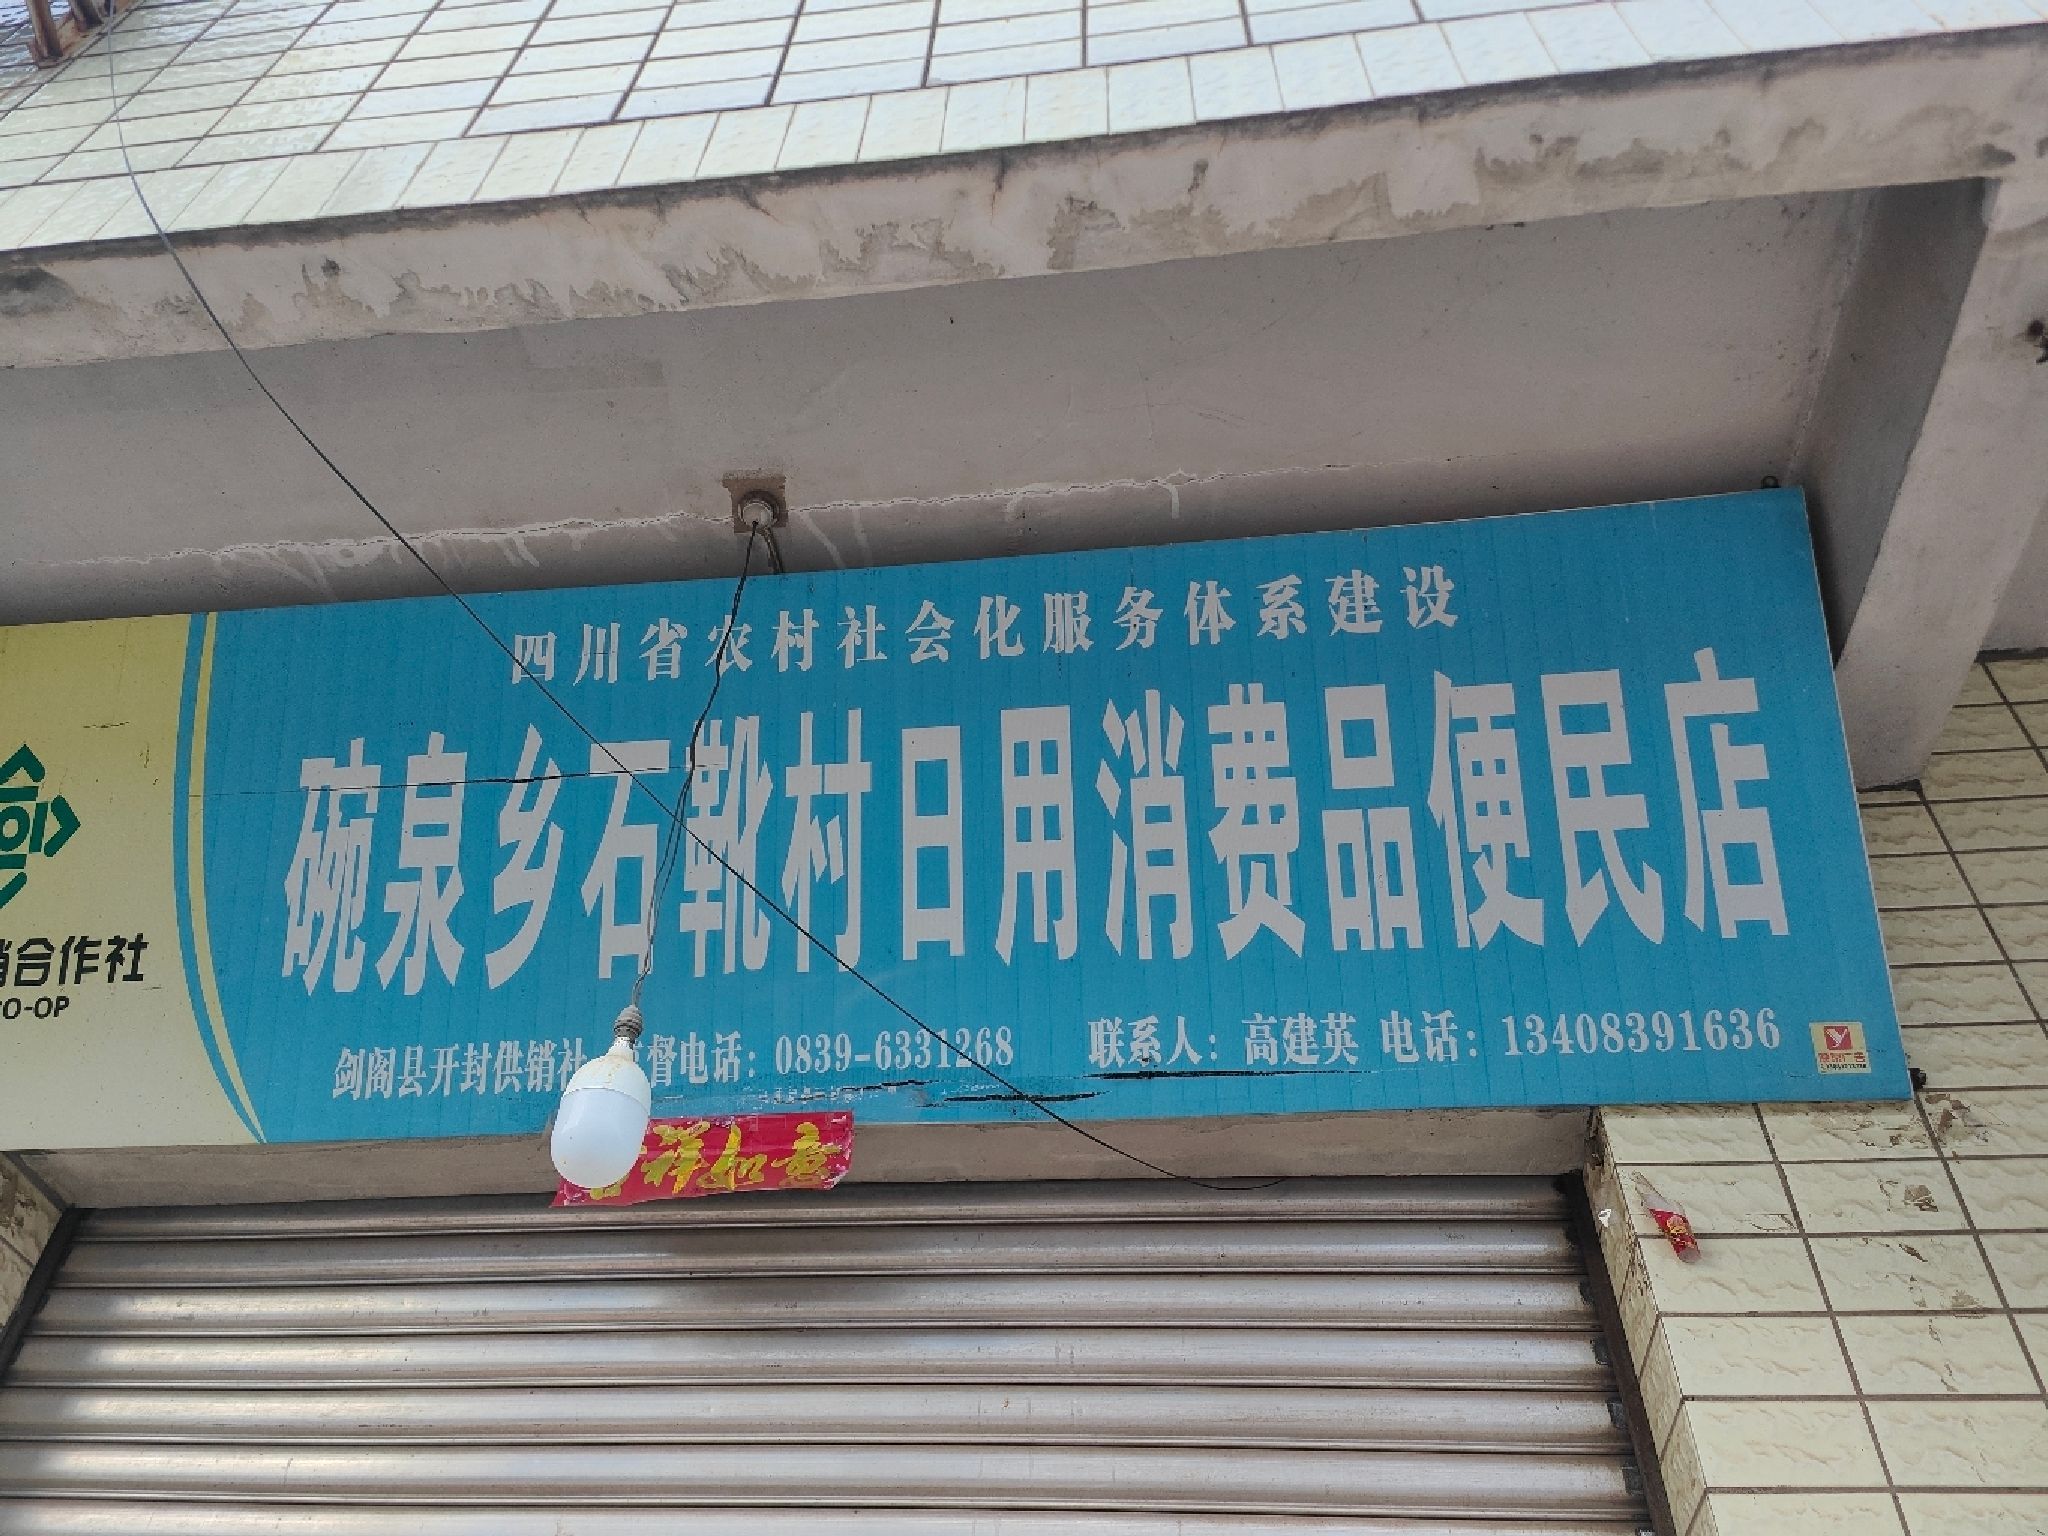 四川省农村社会化服务体系建设
碗泉乡石靴村日用消费品便民店
销合作社
CO-OP
剑阁县开封供销社 督电话：0839-6331268 联系人：高建英 电话：13408391636
吉祥如意